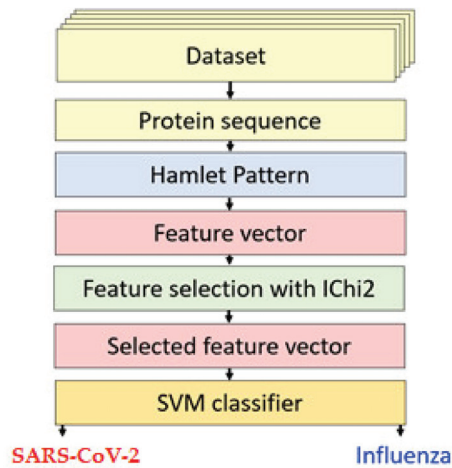 Dataset
Protein sequence
Hamlet Pattern
Feature vector
Feature selection with IChi2
Selected feature vector
SVM classifier
SARS-CoV-2
Influenza